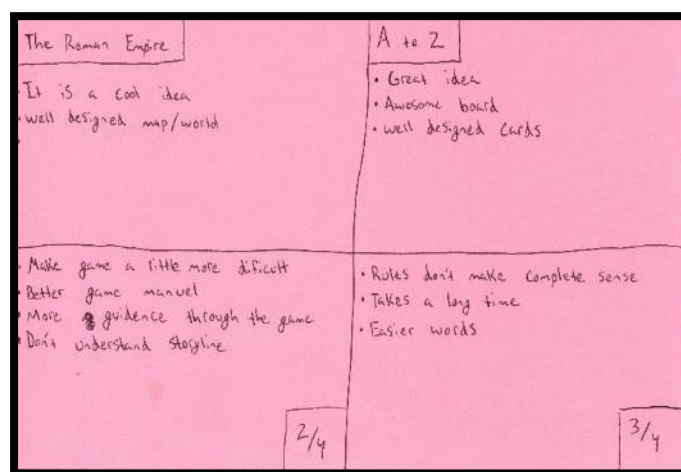 The Roman Empire
• It is a cool idea
• well designed map/world
•
• Make game a little more dificult
• Better game manuel
• More guidence through the game
• Don't understand storyline
2/4
A to Z
• Great idea
• Awesome board
• well designed cards
• Rules don't make complete sense
• Takes a long time
• Easier words
3/4